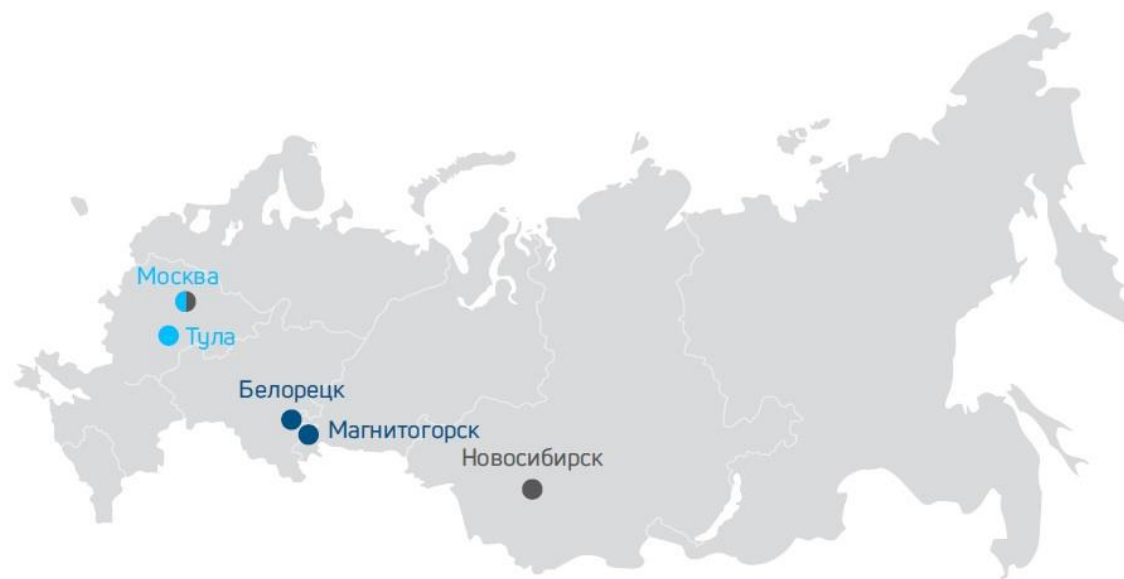 Москва
Тула
Белорецк
Магнитогорск
Новосибирск